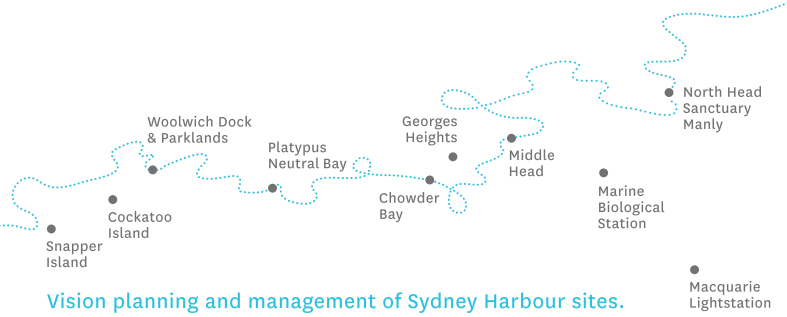 North Head
Sanctuary
Manly
Woolwich Dock
& Parklands
Georges
Heights
Platypus
Neutral Bay
Middle
Head
Marine
Biological
Station
Chowder
Bay
Cockatoo
Island
Snapper
Island
Macquarie
Lightstation
Vision planning and management of Sydney Harbour sites.